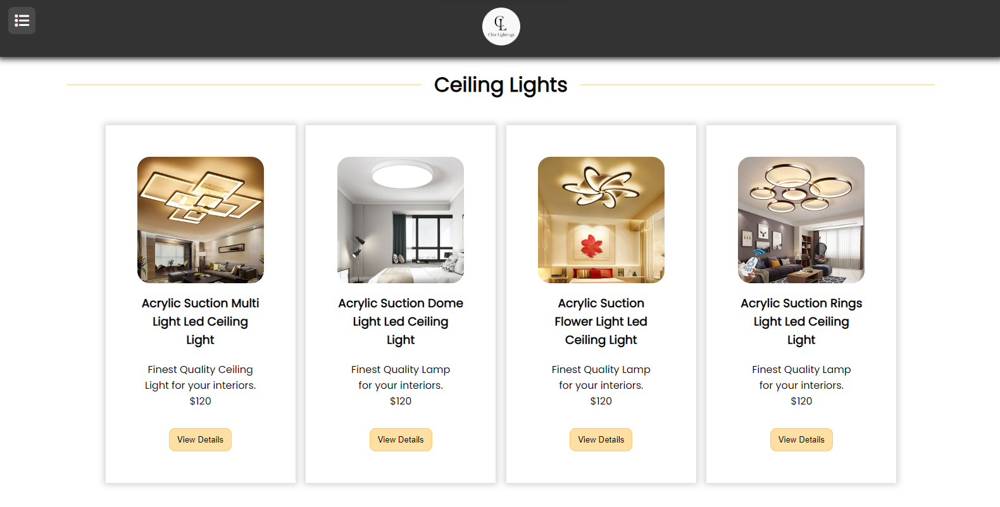 CL
Chic Lightings
Ceiling Lights
Acrylic Suction Multi
Light Led Ceiling
Light
Finest Quality Ceiling
Light for your interiors.
$120
View Details
Acrylic Suction Dome
Light Led Ceiling
Light
Finest Quality Lamp
for your interiors.
$120
View Details
Acrylic Suction
Flower Light Led
Ceiling Light
Finest Quality Lamp
for your interiors.
$120
View Details
Acrylic Suction Rings
Light Led Ceiling
Light
Finest Quality Lamp
for your interiors.
$120
View Details